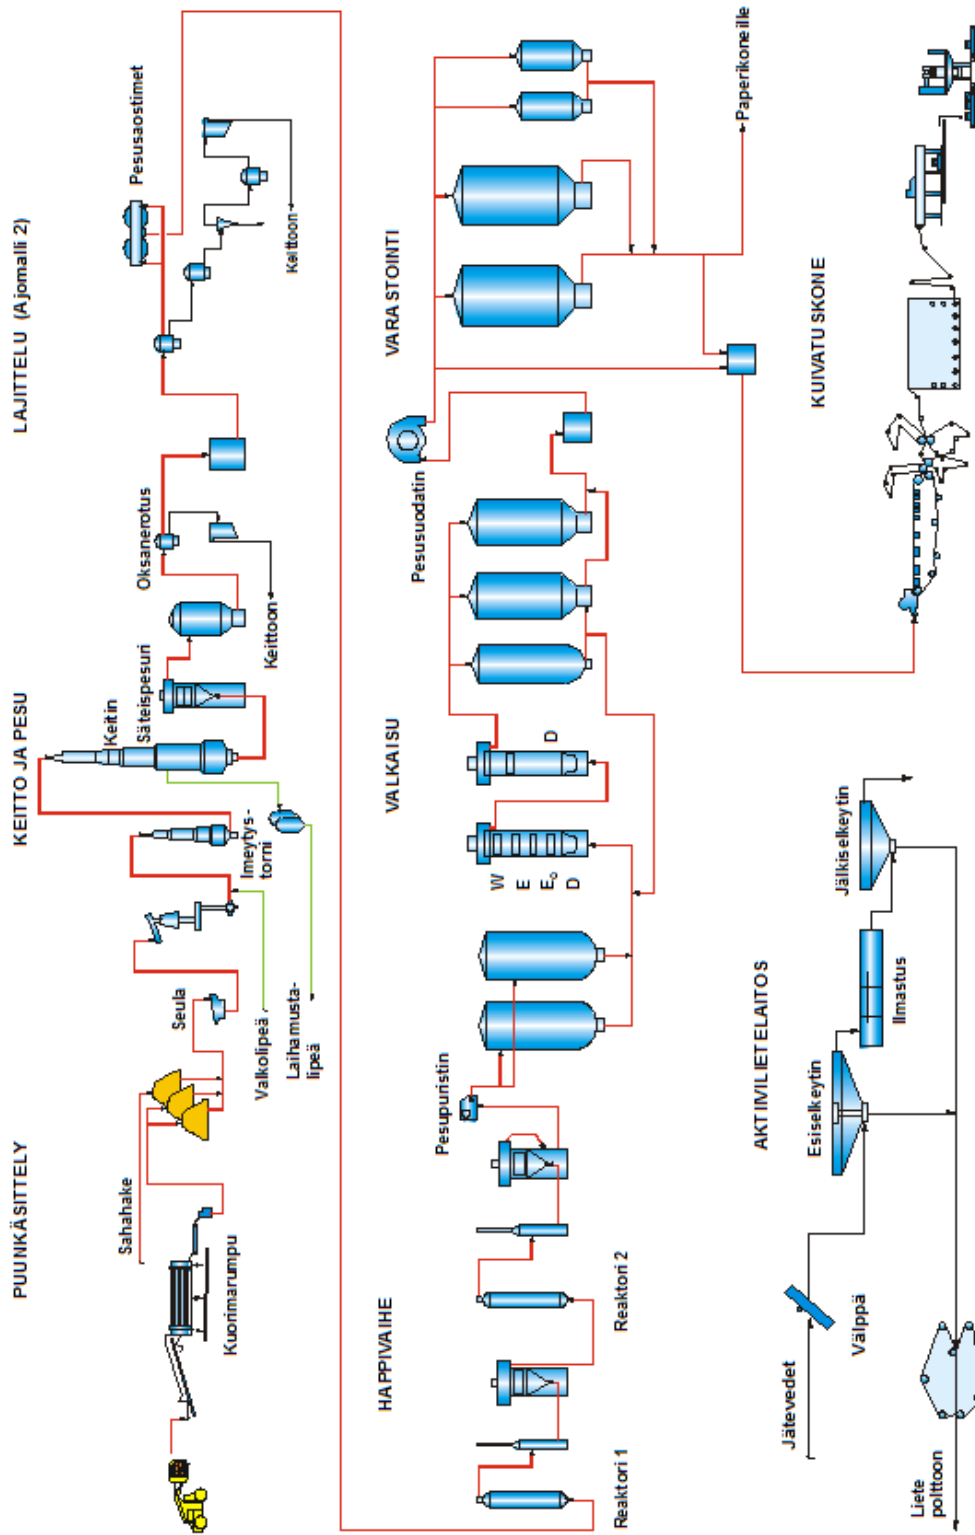 PUUNKÄSITTELY
KEITTO JA PESU
LAJITTELU (Ajomalli 2)
Sahahake
Kuorimarumpu
Seula
Valkolipeä
Laihamusta-
lipeä
Imeytys-
torni
Keitin
Säteispesuri
Oksanerotus
Keittoon
Pesusaostimet
Keittoon
HAPPIVAIHE
VALKAISU
VARASTOINTI
Reaktori 1
Reaktori 2
Pesupuristin
W
E
Eo
D
D
Pesusuodatin
Paperikoneille
AKTIIVILIETELAITOS
KUIVATUSKONE
Jätevedet
Välppä
Esiselkeytin
Ilmastus
Jälkiselkeytin
Liete
polttoon